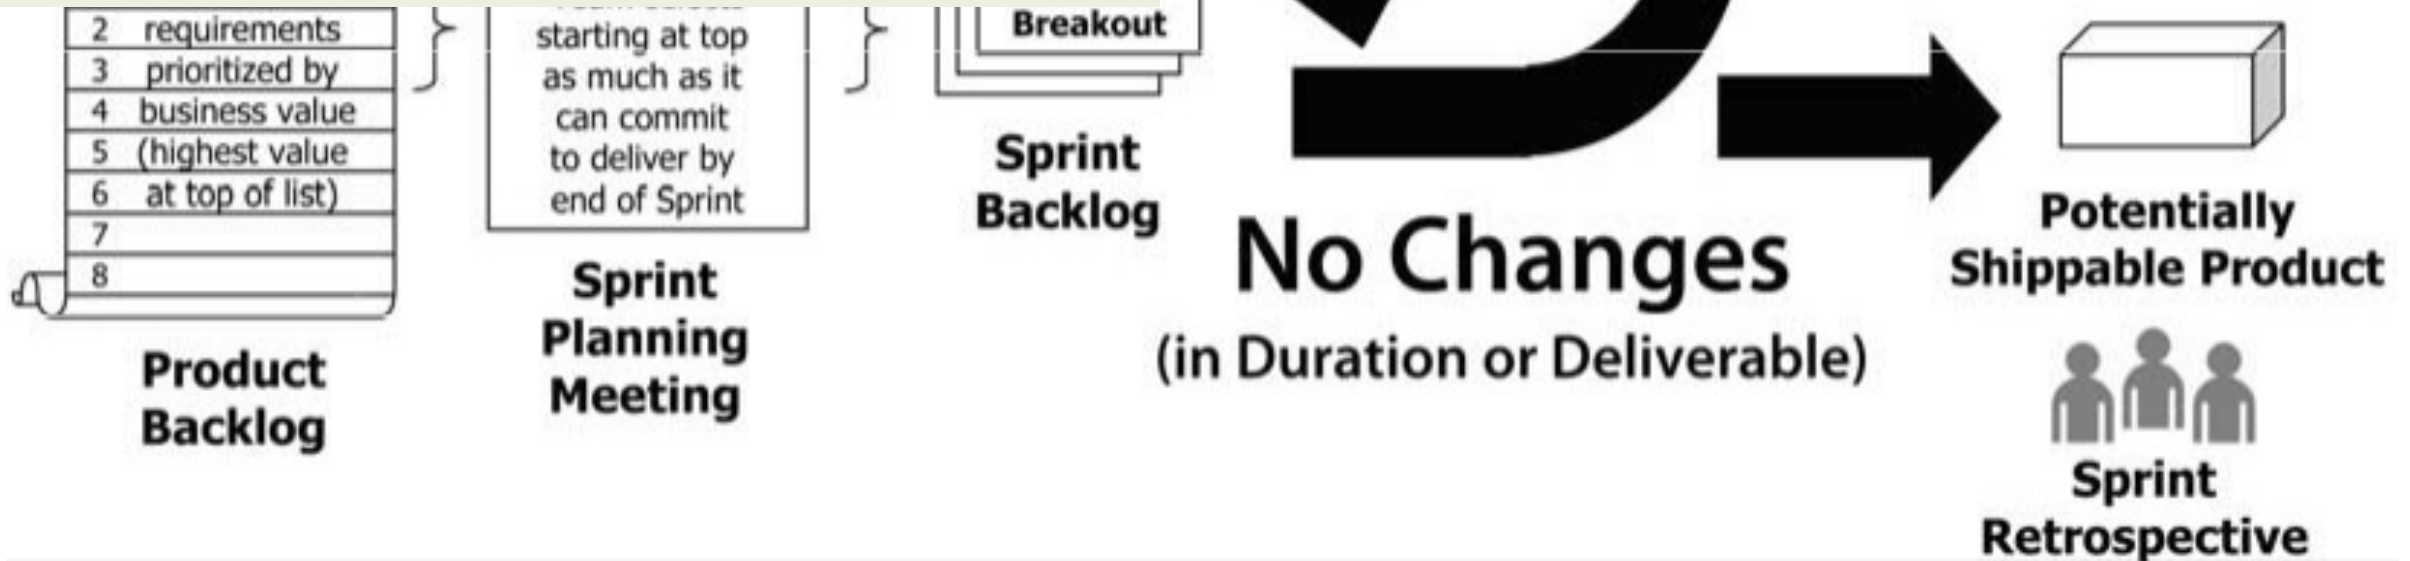 2 requirements
3 prioritized by
4 business value
5 (highest value
6 at top of list)
7
8
Product
Backlog
starting at top
as much as it
can commit
to deliver by
end of Sprint
Sprint
Planning
Meeting
Breakout
Sprint
Backlog
No Changes
(in Duration or Deliverable)
Potentially
Shippable Product
Sprint
Retrospective